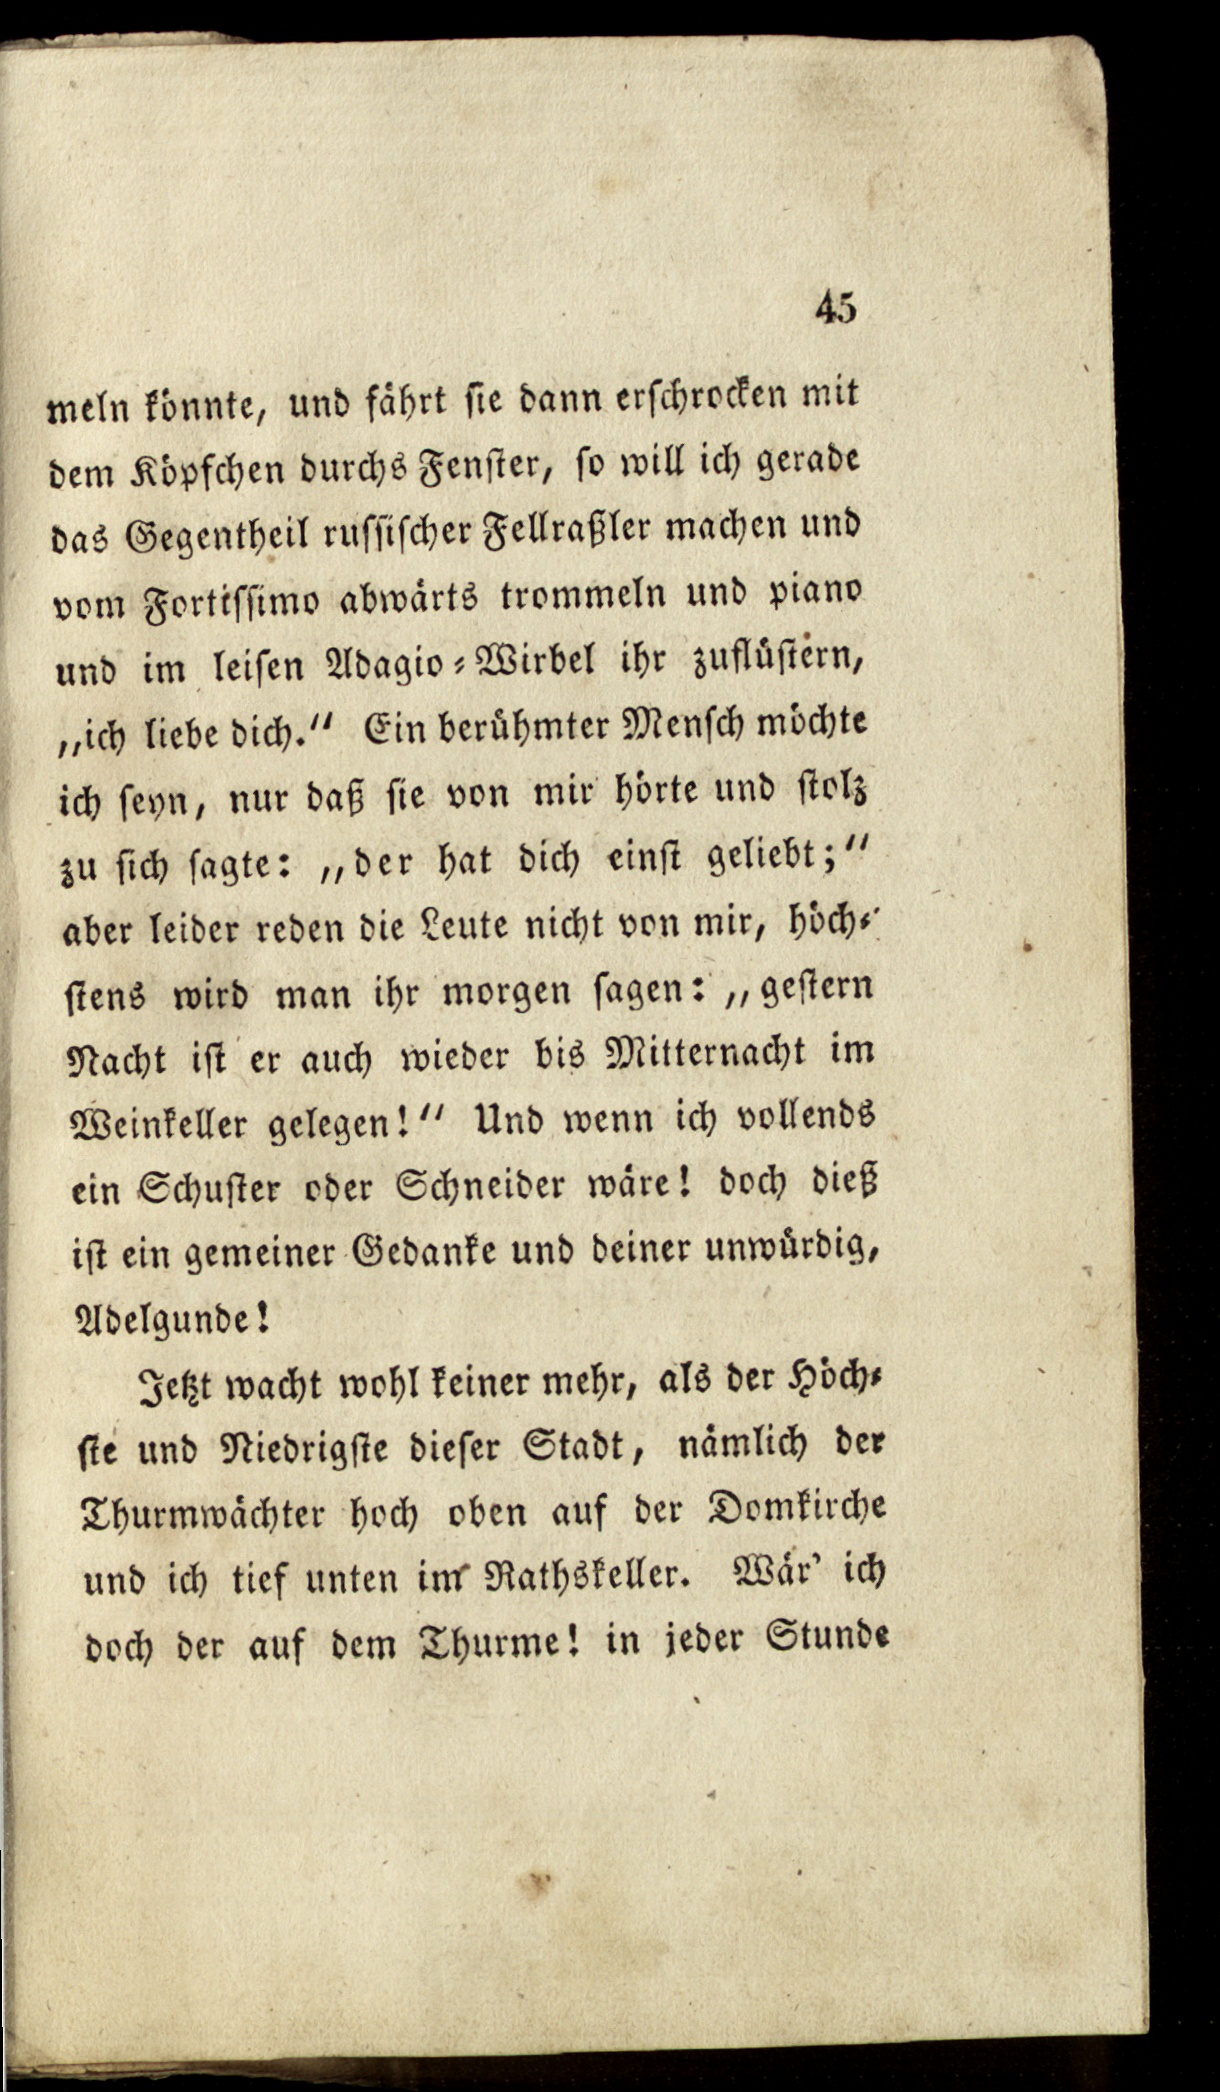 45
meln könnte, und fährt sie dann erschrocken mit
dem Köpfchen durchs Fenster, so will ich gerade
das Gegentheil russischer Fellraßler machen und
vom Fortissimo abwärts trommeln und piano
und im leisen Adagio-Wirbel ihr zuflüstern,
„ich liebe dich.“ Ein berühmter Mensch möchte
ich seyn, nur daß sie von mir hörte und stolz
zu sich sagte: „der hat dich einst geliebt;“
aber leider reden die Leute nicht von mir, höch-
stens wird man ihr morgen sagen: „gestern
Nacht ist er auch wieder bis Mitternacht im
Weinkeller gelegen!“ Und wenn ich vollends
ein Schuster oder Schneider wäre! doch dieß
ist ein gemeiner Gedanke und deiner unwürdig,
Adelgunde!
Jetzt wacht wohl keiner mehr, als der Höch-
ste und Niedrigste dieser Stadt, nämlich der
Thurmwächter hoch oben auf der Domkirche
und ich tief unten im Rathskeller. Wär' ich
doch der auf dem Thurme! in jeder Stunde